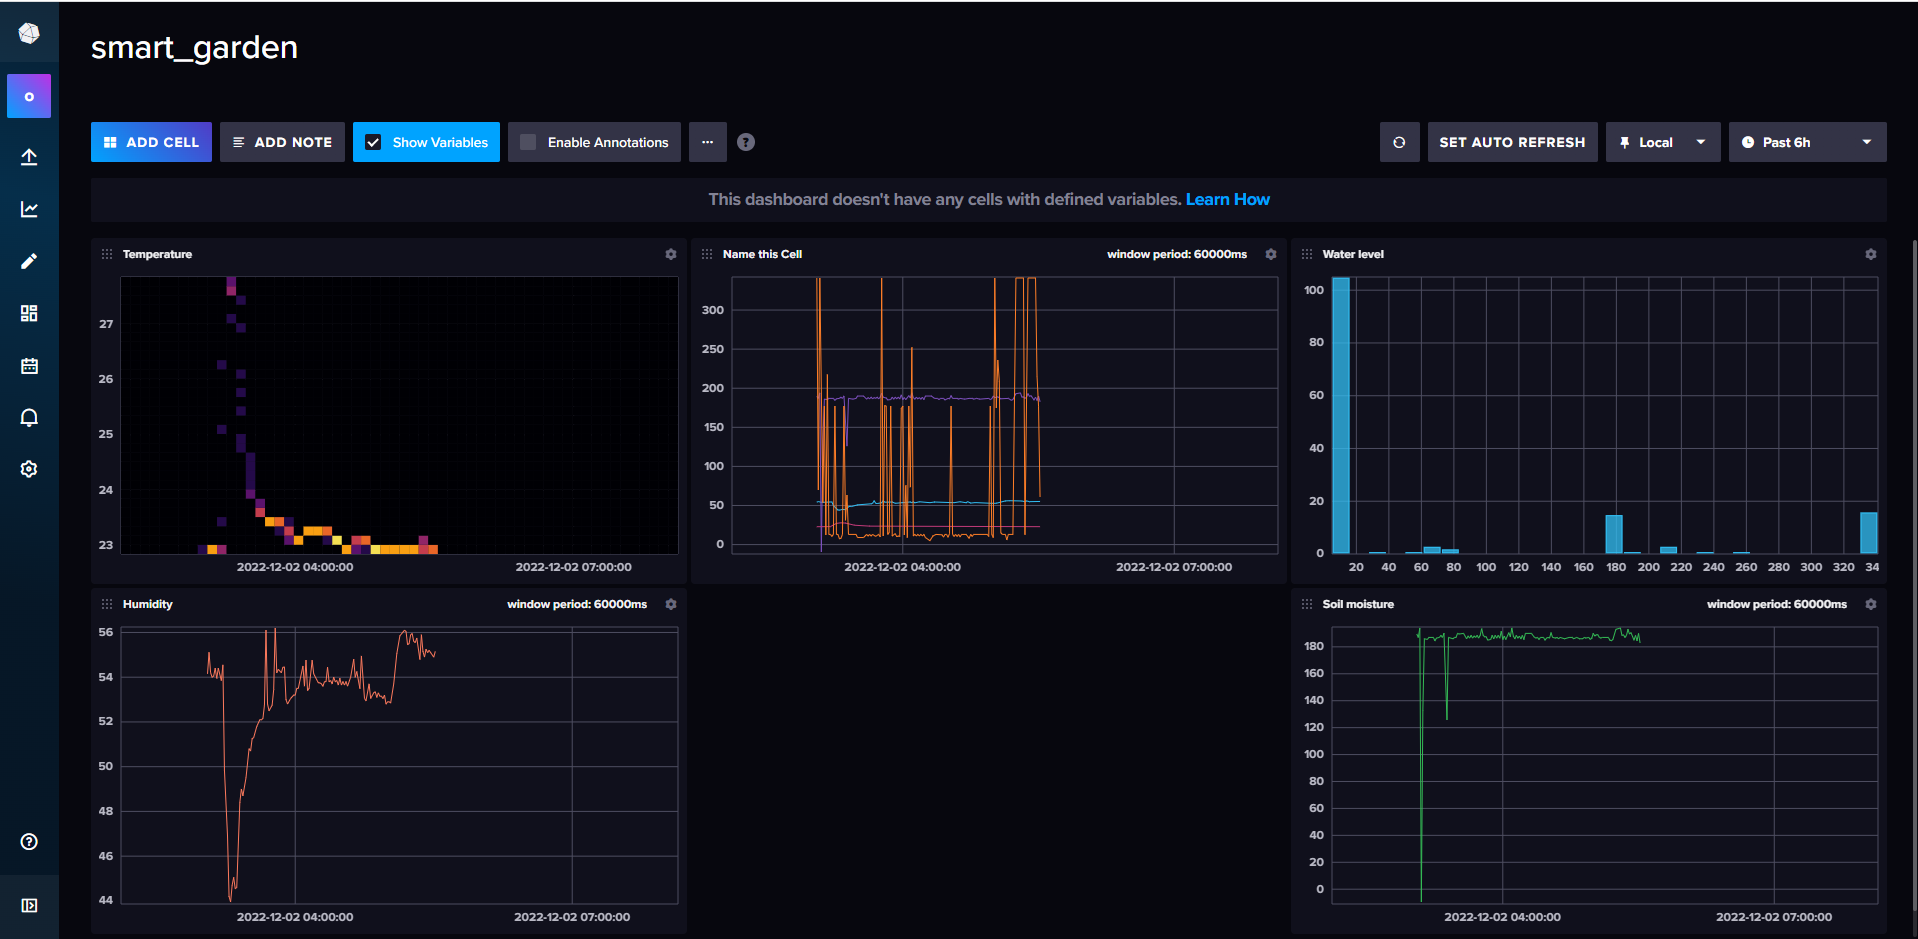 smart_garden
ADD CELL ADD NOTE Show Variables Enable Annotations ... ? SET AUTO REFRESH Local Past 6h
This dashboard doesn't have any cells with defined variables. Learn How
Temperature
27
26
25
24
23
2022-12-02 04:00:00 2022-12-02 07:00:00
Name this Cell window period: 60000ms
300
250
200
150
100
50
0
2022-12-02 04:00:00 2022-12-02 07:00:00
Water level
100
80
60
40
20
0
20 40 60 80 100 120 140 160 180 200 220 240 260 280 300 320 34
Humidity window period: 60000ms
56
54
52
50
48
46
44
2022-12-02 04:00:00 2022-12-02 07:00:00
Soil moisture window period: 60000ms
180
160
140
120
100
80
60
40
20
0
2022-12-02 04:00:00 2022-12-02 07:00:00